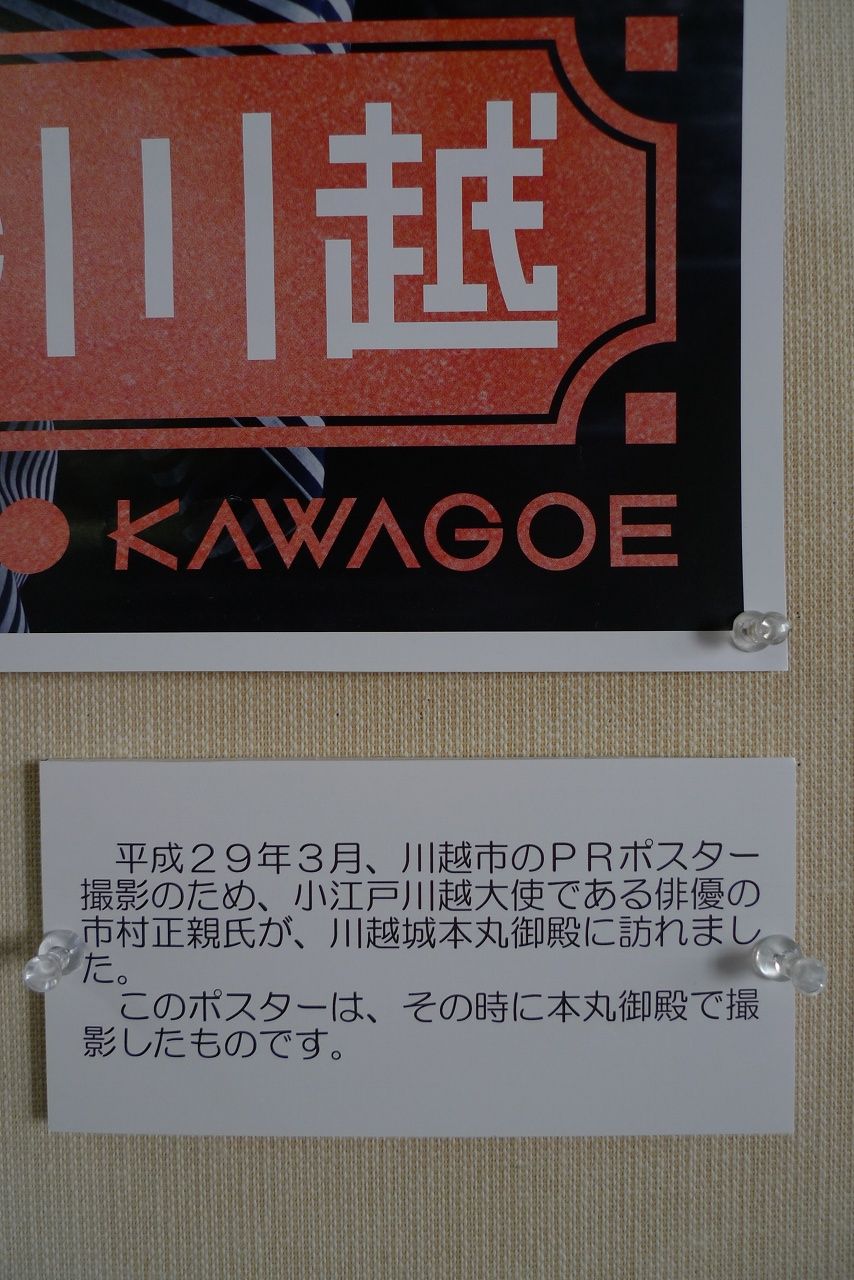 川越
KAWAGOE
平成２９年３月、川越市のＰＲポスター
撮影のため、小江戸川越大使である俳優の
市村正親氏が、川越城本丸御殿に訪れまし
た。
このポスターは、その時に本丸御殿で撮
影したものです。